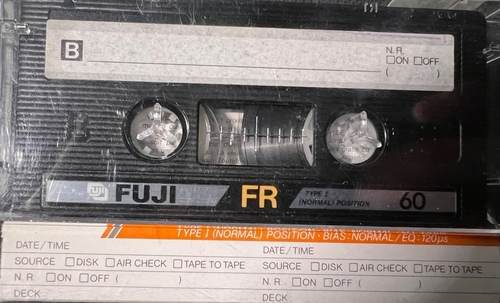 B
N.R.
□ON □OFF
( )
FUJI
FUJI FR TYPE I
(NORMAL) POSITION 60
TYPE I (NORMAL) POSITION · BIAS : NORMAL / EQ : 120μs
DATE/TIME DATE/TIME
SOURCE □DISK □AIR CHECK □TAPE TO TAPE SOURCE □DISK □AIR CHECK □TAPE TO TAPE
N.R. □ON □OFF ( ) N.R. □ON □OFF ( )
DECK DECK